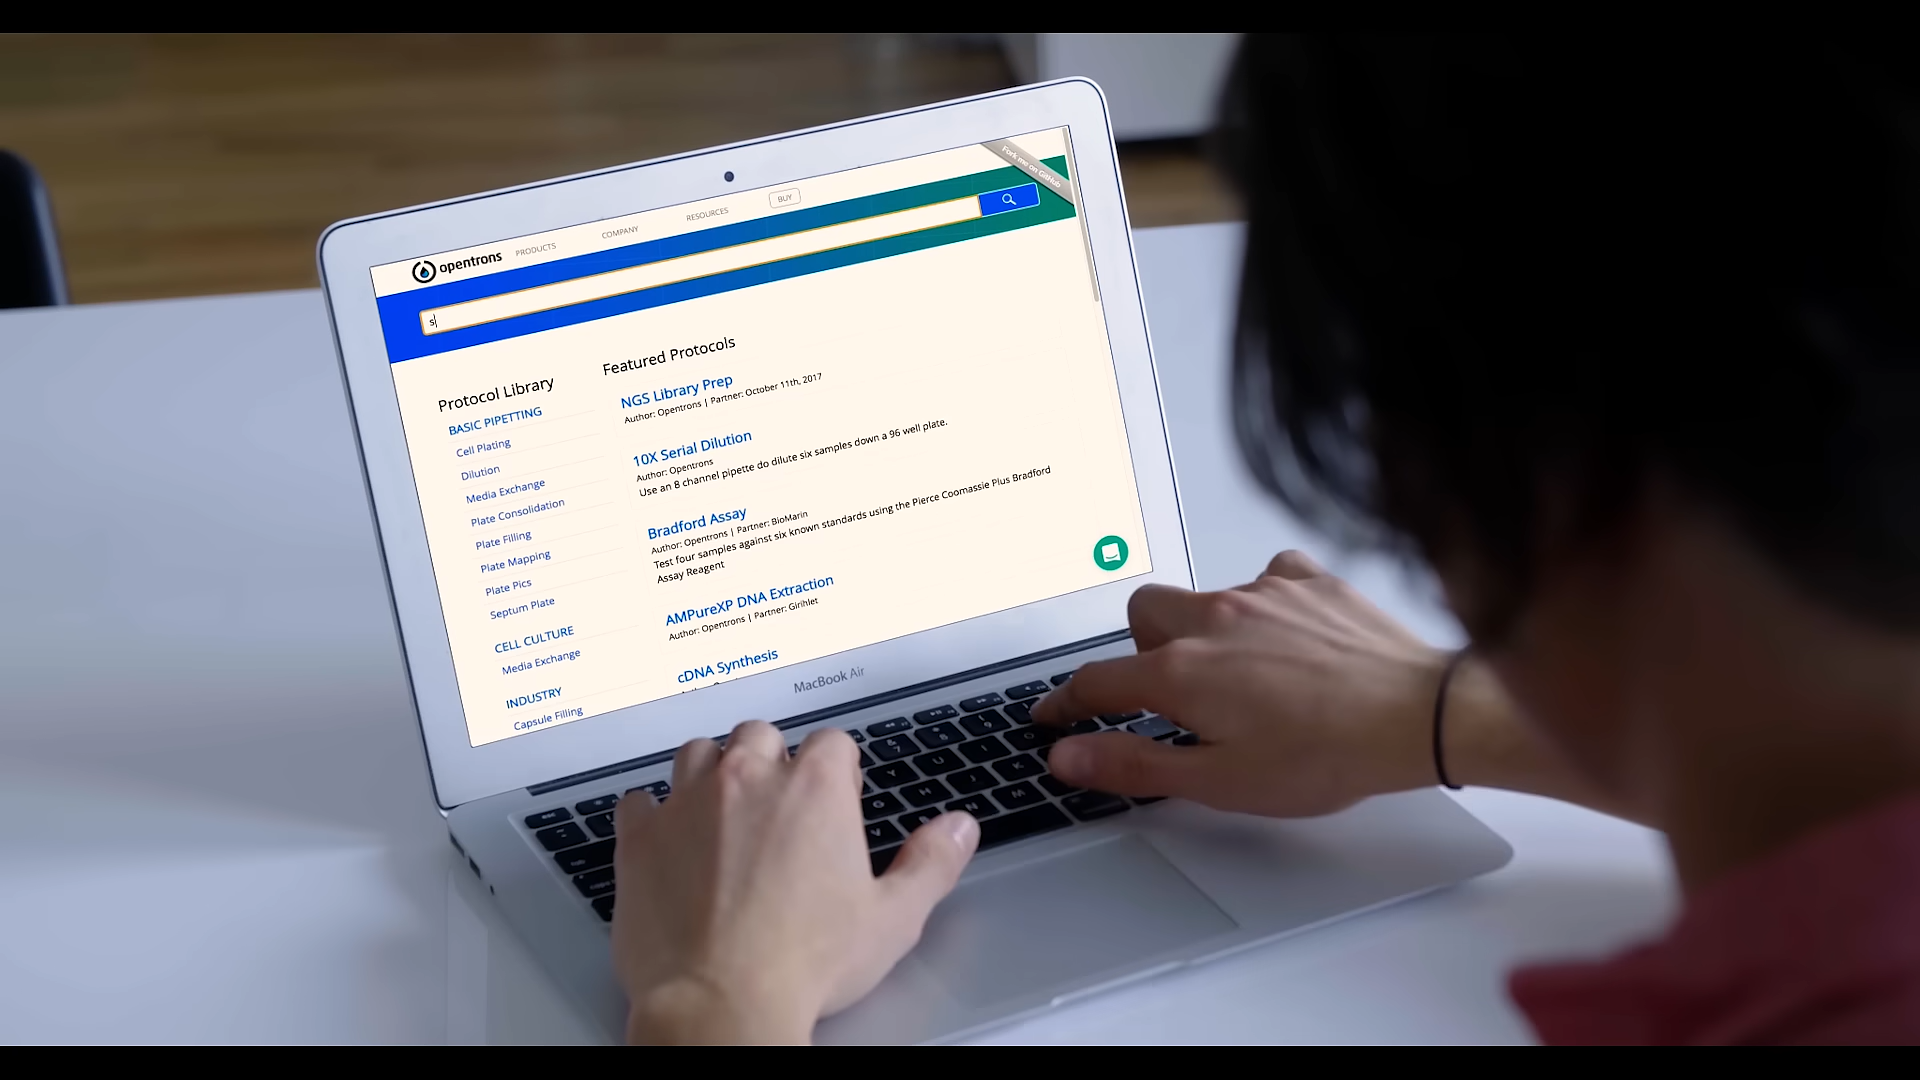 Fork me on GitHub
opentrons
PRODUCTS
COMPANY
RESOURCES
BUY
s
Protocol Library
BASIC PIPETTING
Cell Plating
Dilution
Media Exchange
Plate Consolidation
Plate Filling
Plate Mapping
Plate Pics
Septum Plate
CELL CULTURE
Media Exchange
INDUSTRY
Capsule Filling
Featured Protocols
NGS Library Prep
Author: Opentrons | Partner: October 11th, 2017
10X Serial Dilution
Author: Opentrons
Use an 8 channel pipette do dilute six samples down a 96 well plate.
Bradford Assay
Author: Opentrons | Partner: BioMarin
Test four samples against six known standards using the Pierce Coomassie Plus Bradford
Assay Reagent
AMPureXP DNA Extraction
Author: Opentrons | Partner: Girihlet
cDNA Synthesis
MacBook Air